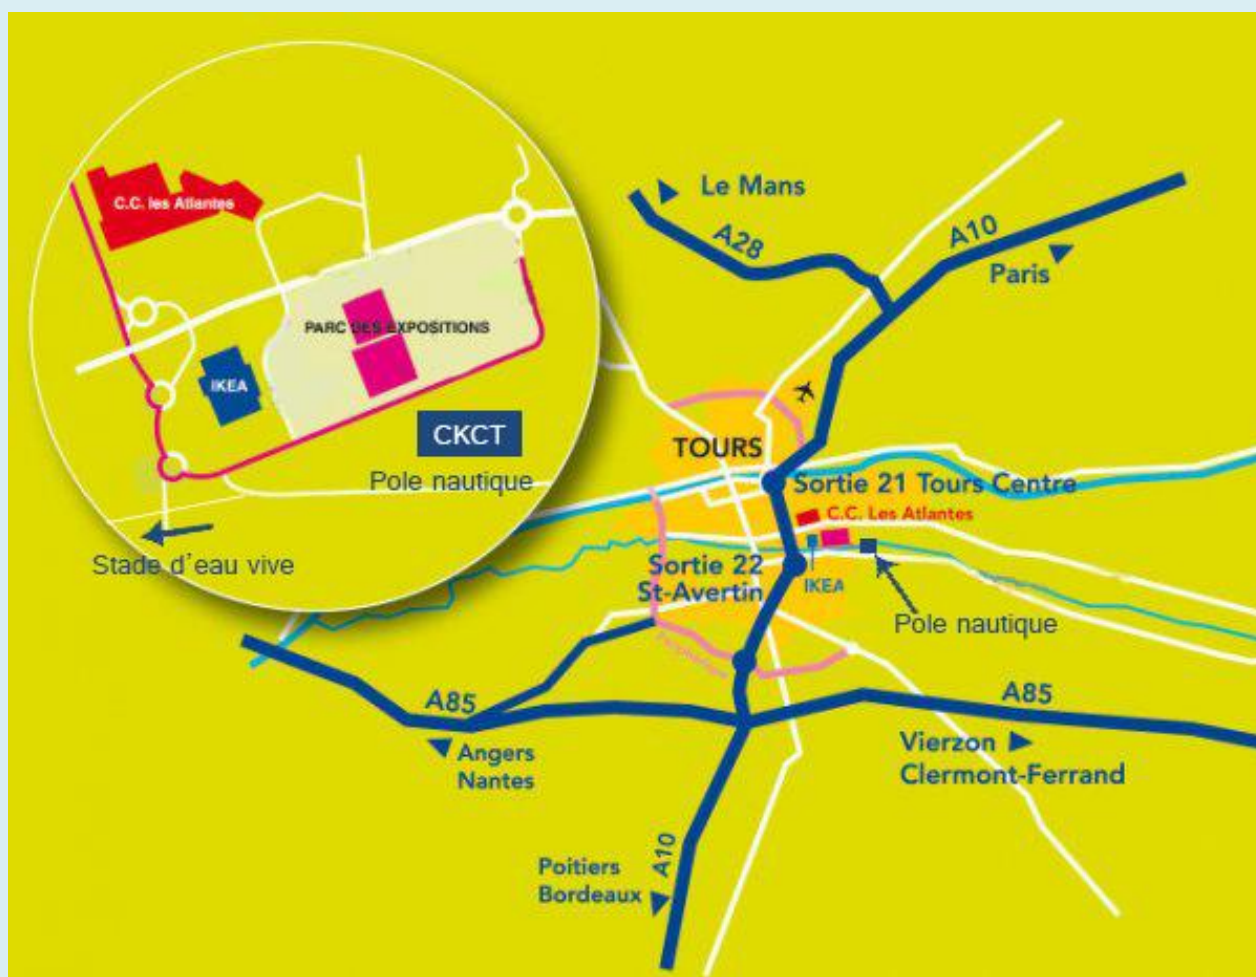 C.C. les Atlantes
PARC DES EXPOSITIONS
IKEA
CKCT
Pole nautique
Stade d'eau vive
Le Mans
A28
A10
Paris
TOURS
Sortie 21 Tours Centre
C.C. Les Atlantes
Sortie 22
St-Avertin
IKEA
Pole nautique
A85
Angers
Nantes
A85
Vierzon
Clermont-Ferrand
A10
Poitiers
Bordeaux